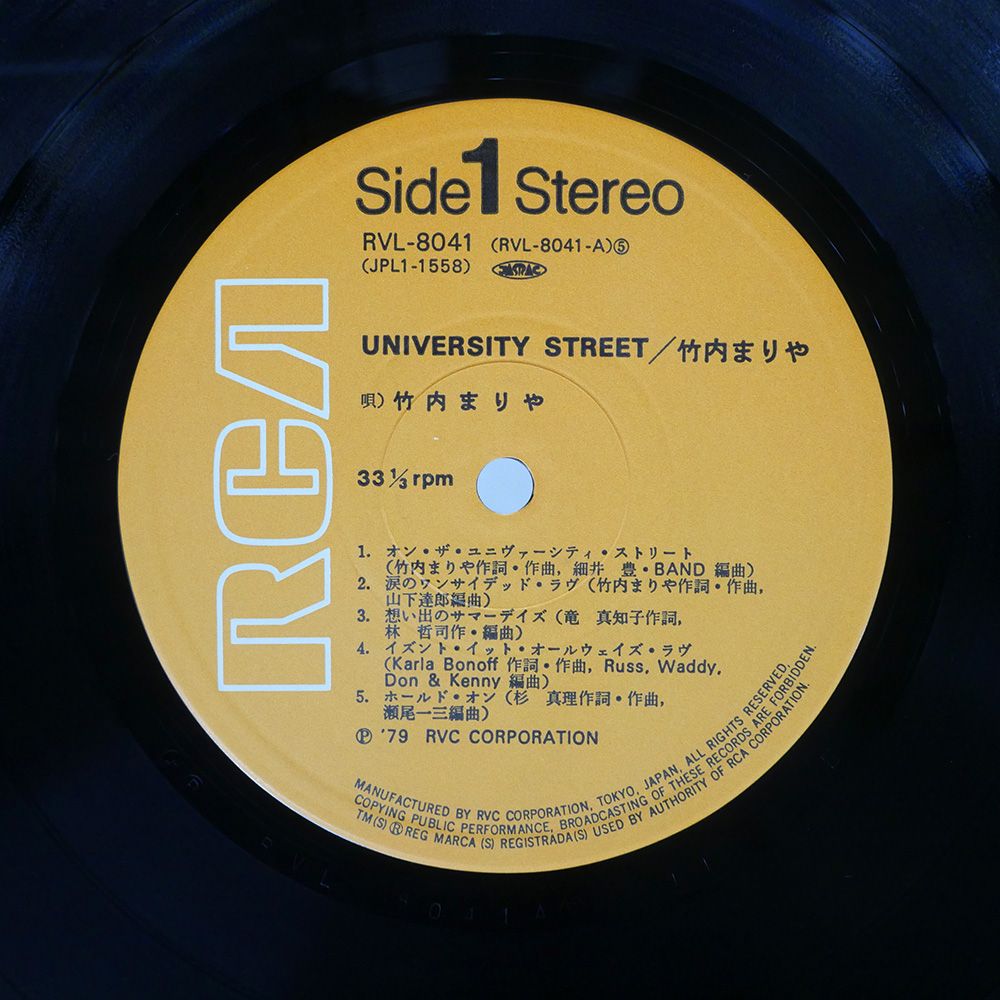 Side 1 Stereo
RVL-8041 (RVL-8041-A)⑤
(JPL1-1558) JASRAC
RCA
UNIVERSITY STREET/竹内まりや
唄) 竹内まりや
33 1/3 rpm
1. オン・ザ・ユニヴァーシティ・ストリート
(竹内まりや作詞・作曲, 細井 豊・BAND 編曲)
2. 涙のワンサイデッド・ラヴ (竹内まりや作詞・作曲,
山下達郎編曲)
3. 想い出のサマーデイズ (竜 真知子作詞,
林 哲司作・編曲)
4. イズント・イット・オールウェイズ・ラヴ
(Karla Bonoff 作詞・作曲, Russ, Waddy,
Don & Kenny 編曲)
5. ホールド・オン (杉 真理作詞・作曲,
瀬尾一三編曲)
℗ '79 RVC CORPORATION
MANUFACTURED BY RVC CORPORATION, TOKYO, JAPAN, ALL RIGHTS RESERVED.
COPYING PUBLIC PERFORMANCE, BROADCASTING OF THESE RECORDS ARE FORBIDDEN.
TM(S) ® REG MARCA (S) REGISTRADA(S) USED BY AUTHORITY OF RCA CORPORATION.